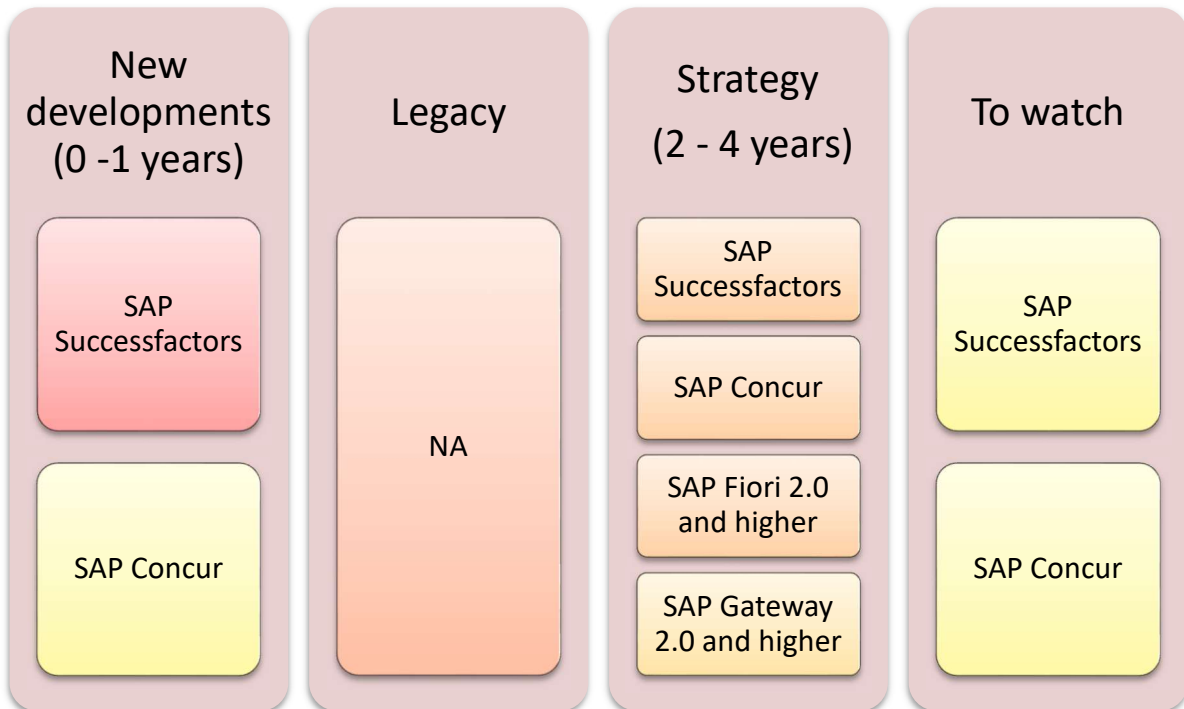 New
developments
(0 -1 years)
SAP
Successfactors
SAP Concur
Legacy
NA
Strategy
(2 - 4 years)
SAP
Successfactors
SAP Concur
SAP Fiori 2.0
and higher
SAP Gateway
2.0 and higher
To watch
SAP
Successfactors
SAP Concur